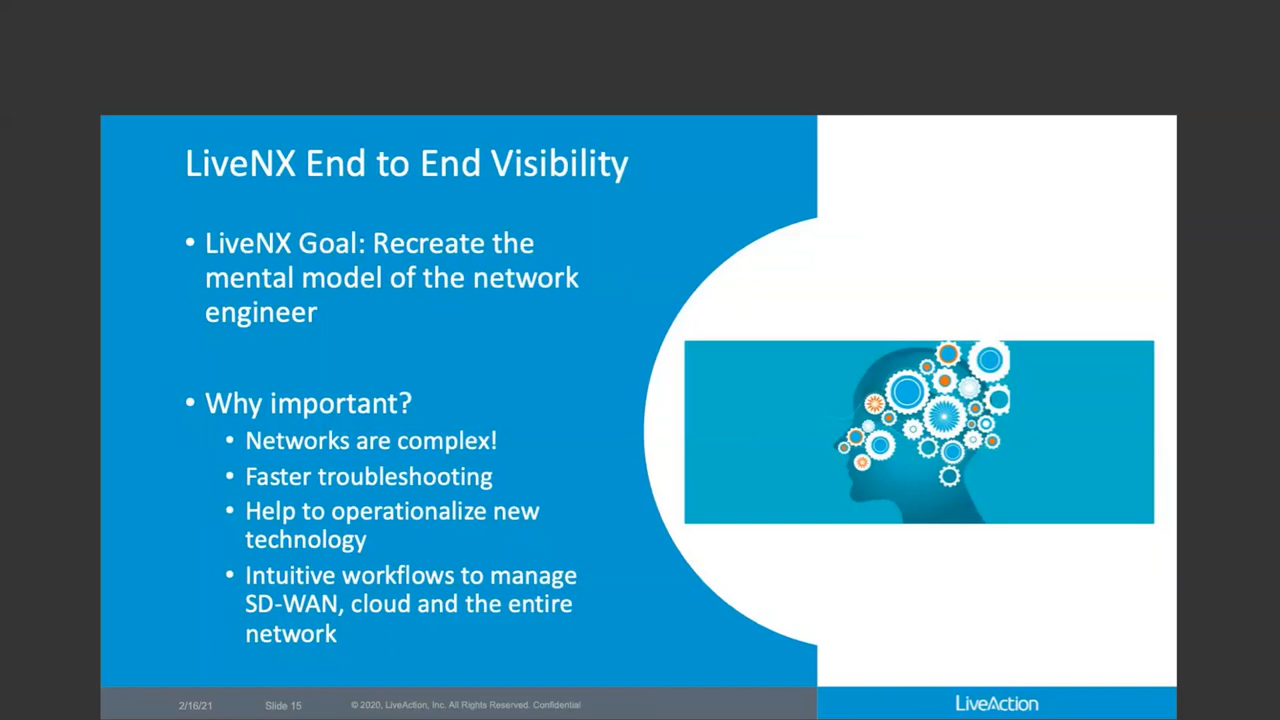 LiveNX End to End Visibility
• LiveNX Goal: Recreate the
mental model of the network
engineer
• Why important?
• Networks are complex!
• Faster troubleshooting
• Help to operationalize new
technology
• Intuitive workflows to manage
SD-WAN, cloud and the entire
network
2/16/21 Slide 15 © 2020, LiveAction, Inc. All Rights Reserved. Confidential
LiveAction